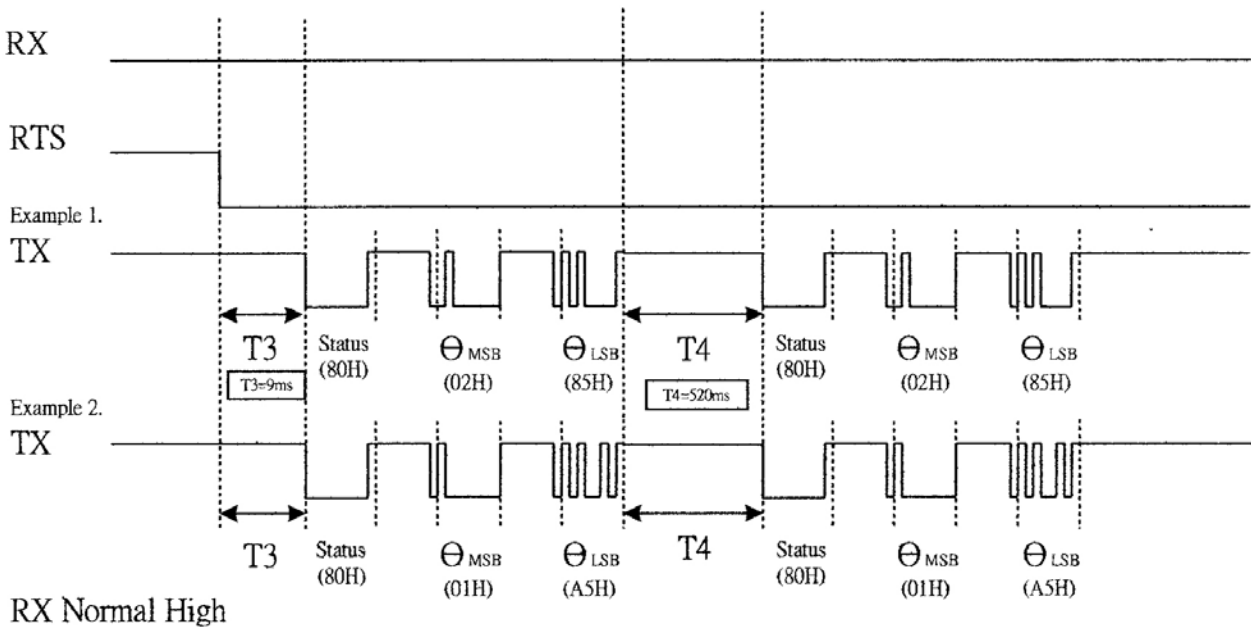 RX
RTS
Example 1.
TX
T3 Status (80H) Θ MSB (02H) Θ LSB (85H) T4 Status (80H) Θ MSB (02H) Θ LSB (85H)
T3=9ms T4=520ms
Example 2.
TX
T3 Status (80H) Θ MSB (01H) Θ LSB (A5H) T4 Status (80H) Θ MSB (01H) Θ LSB (A5H)
RX Normal High